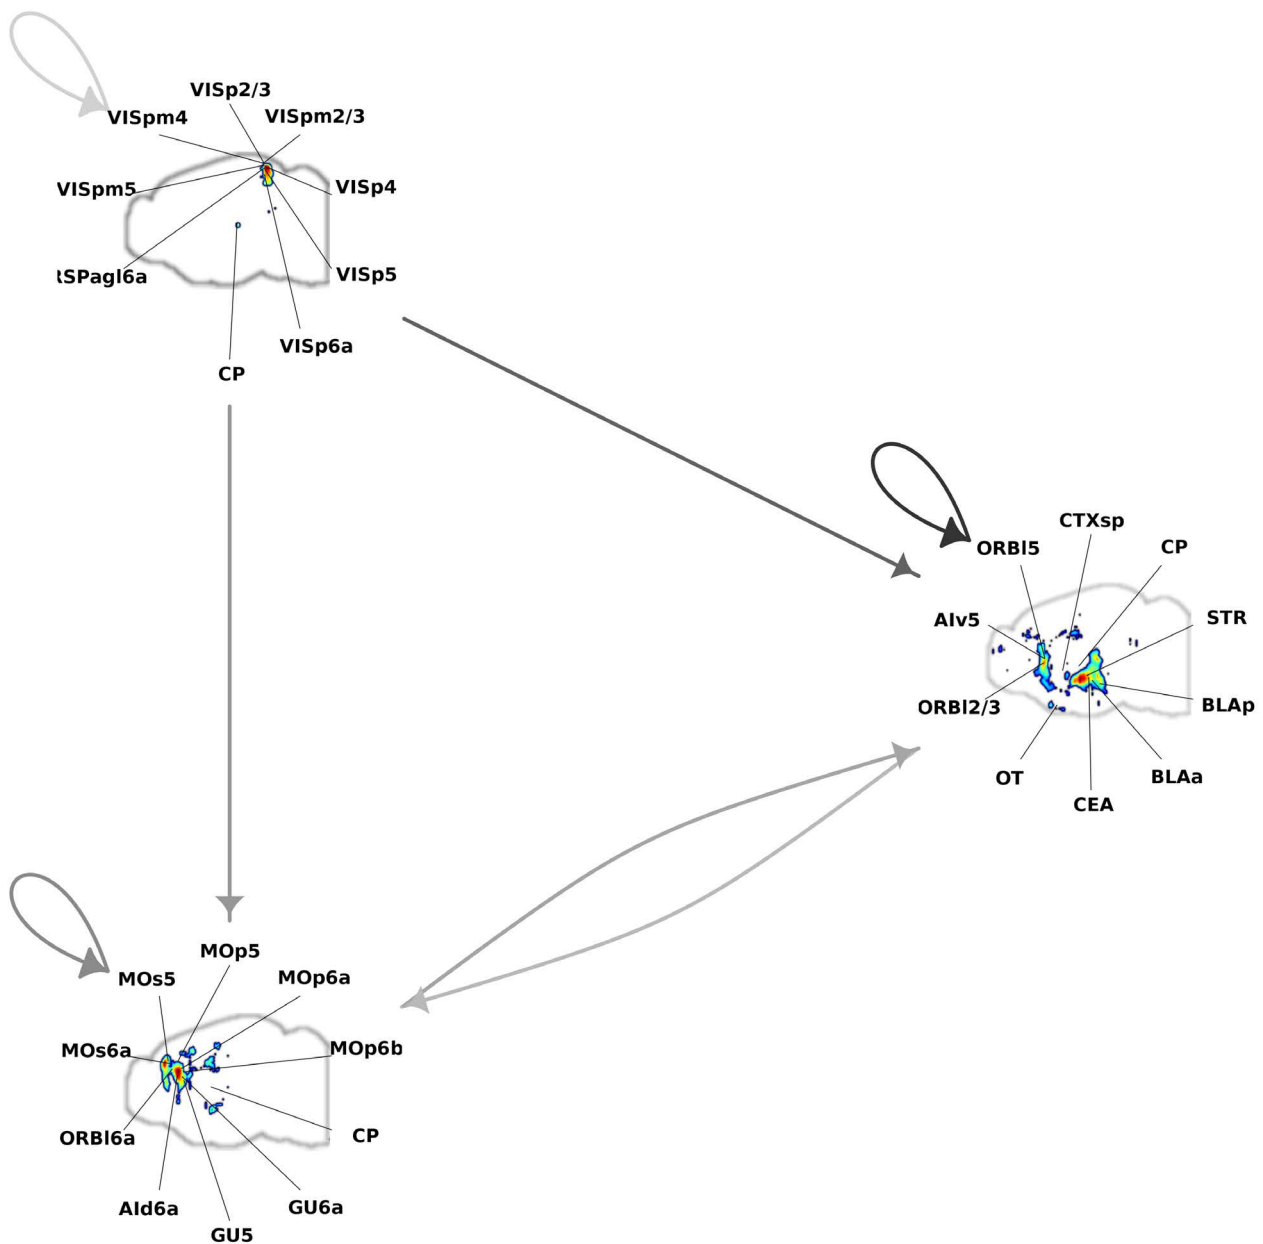 VISp2/3
VISpm4
VISpm2/3
VISpm5
VISp4
SPagl6a
VISp5
VISp6a
CP
CTXsp
ORBl5
CP
AIv5
STR
ORBl2/3
BLAp
OT
BLAa
CEA
MOp5
MOs5
MOp6a
MOs6a
MOp6b
ORBl6a
CP
AId6a
GU6a
GU5